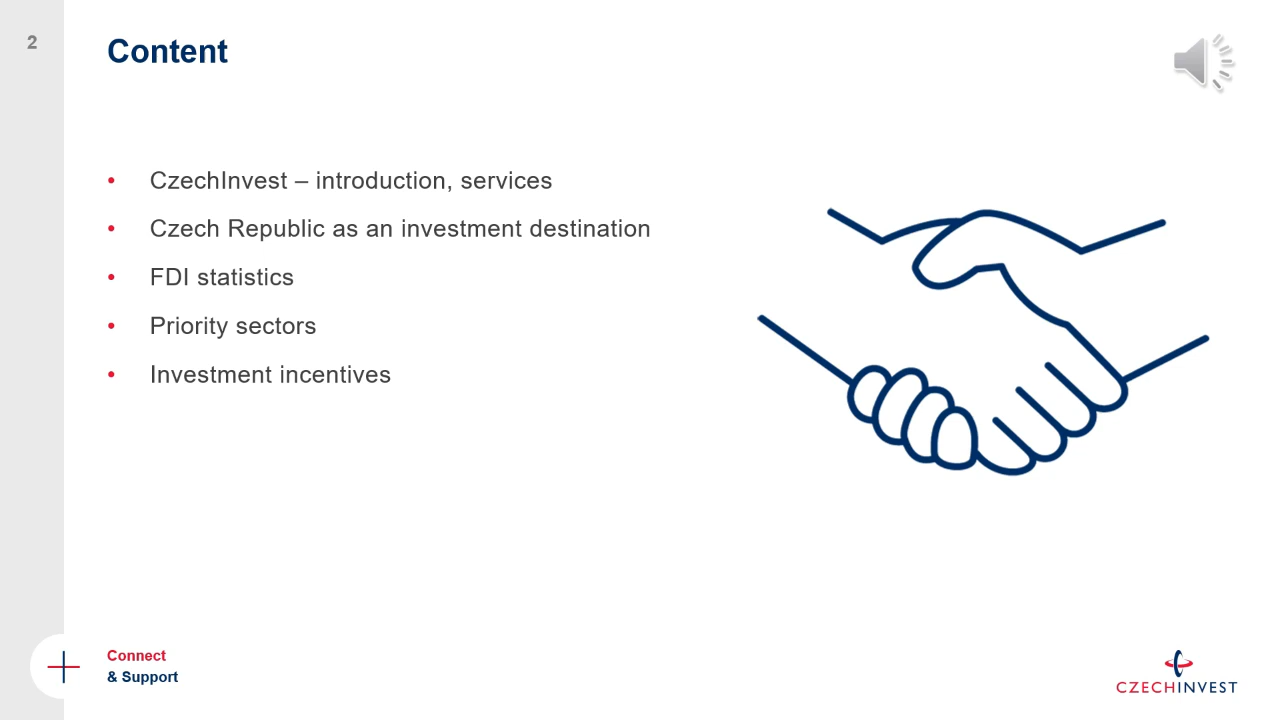 2
Content
• CzechInvest – introduction, services
• Czech Republic as an investment destination
• FDI statistics
• Priority sectors
• Investment incentives
Connect
& Support
CZECHINVEST